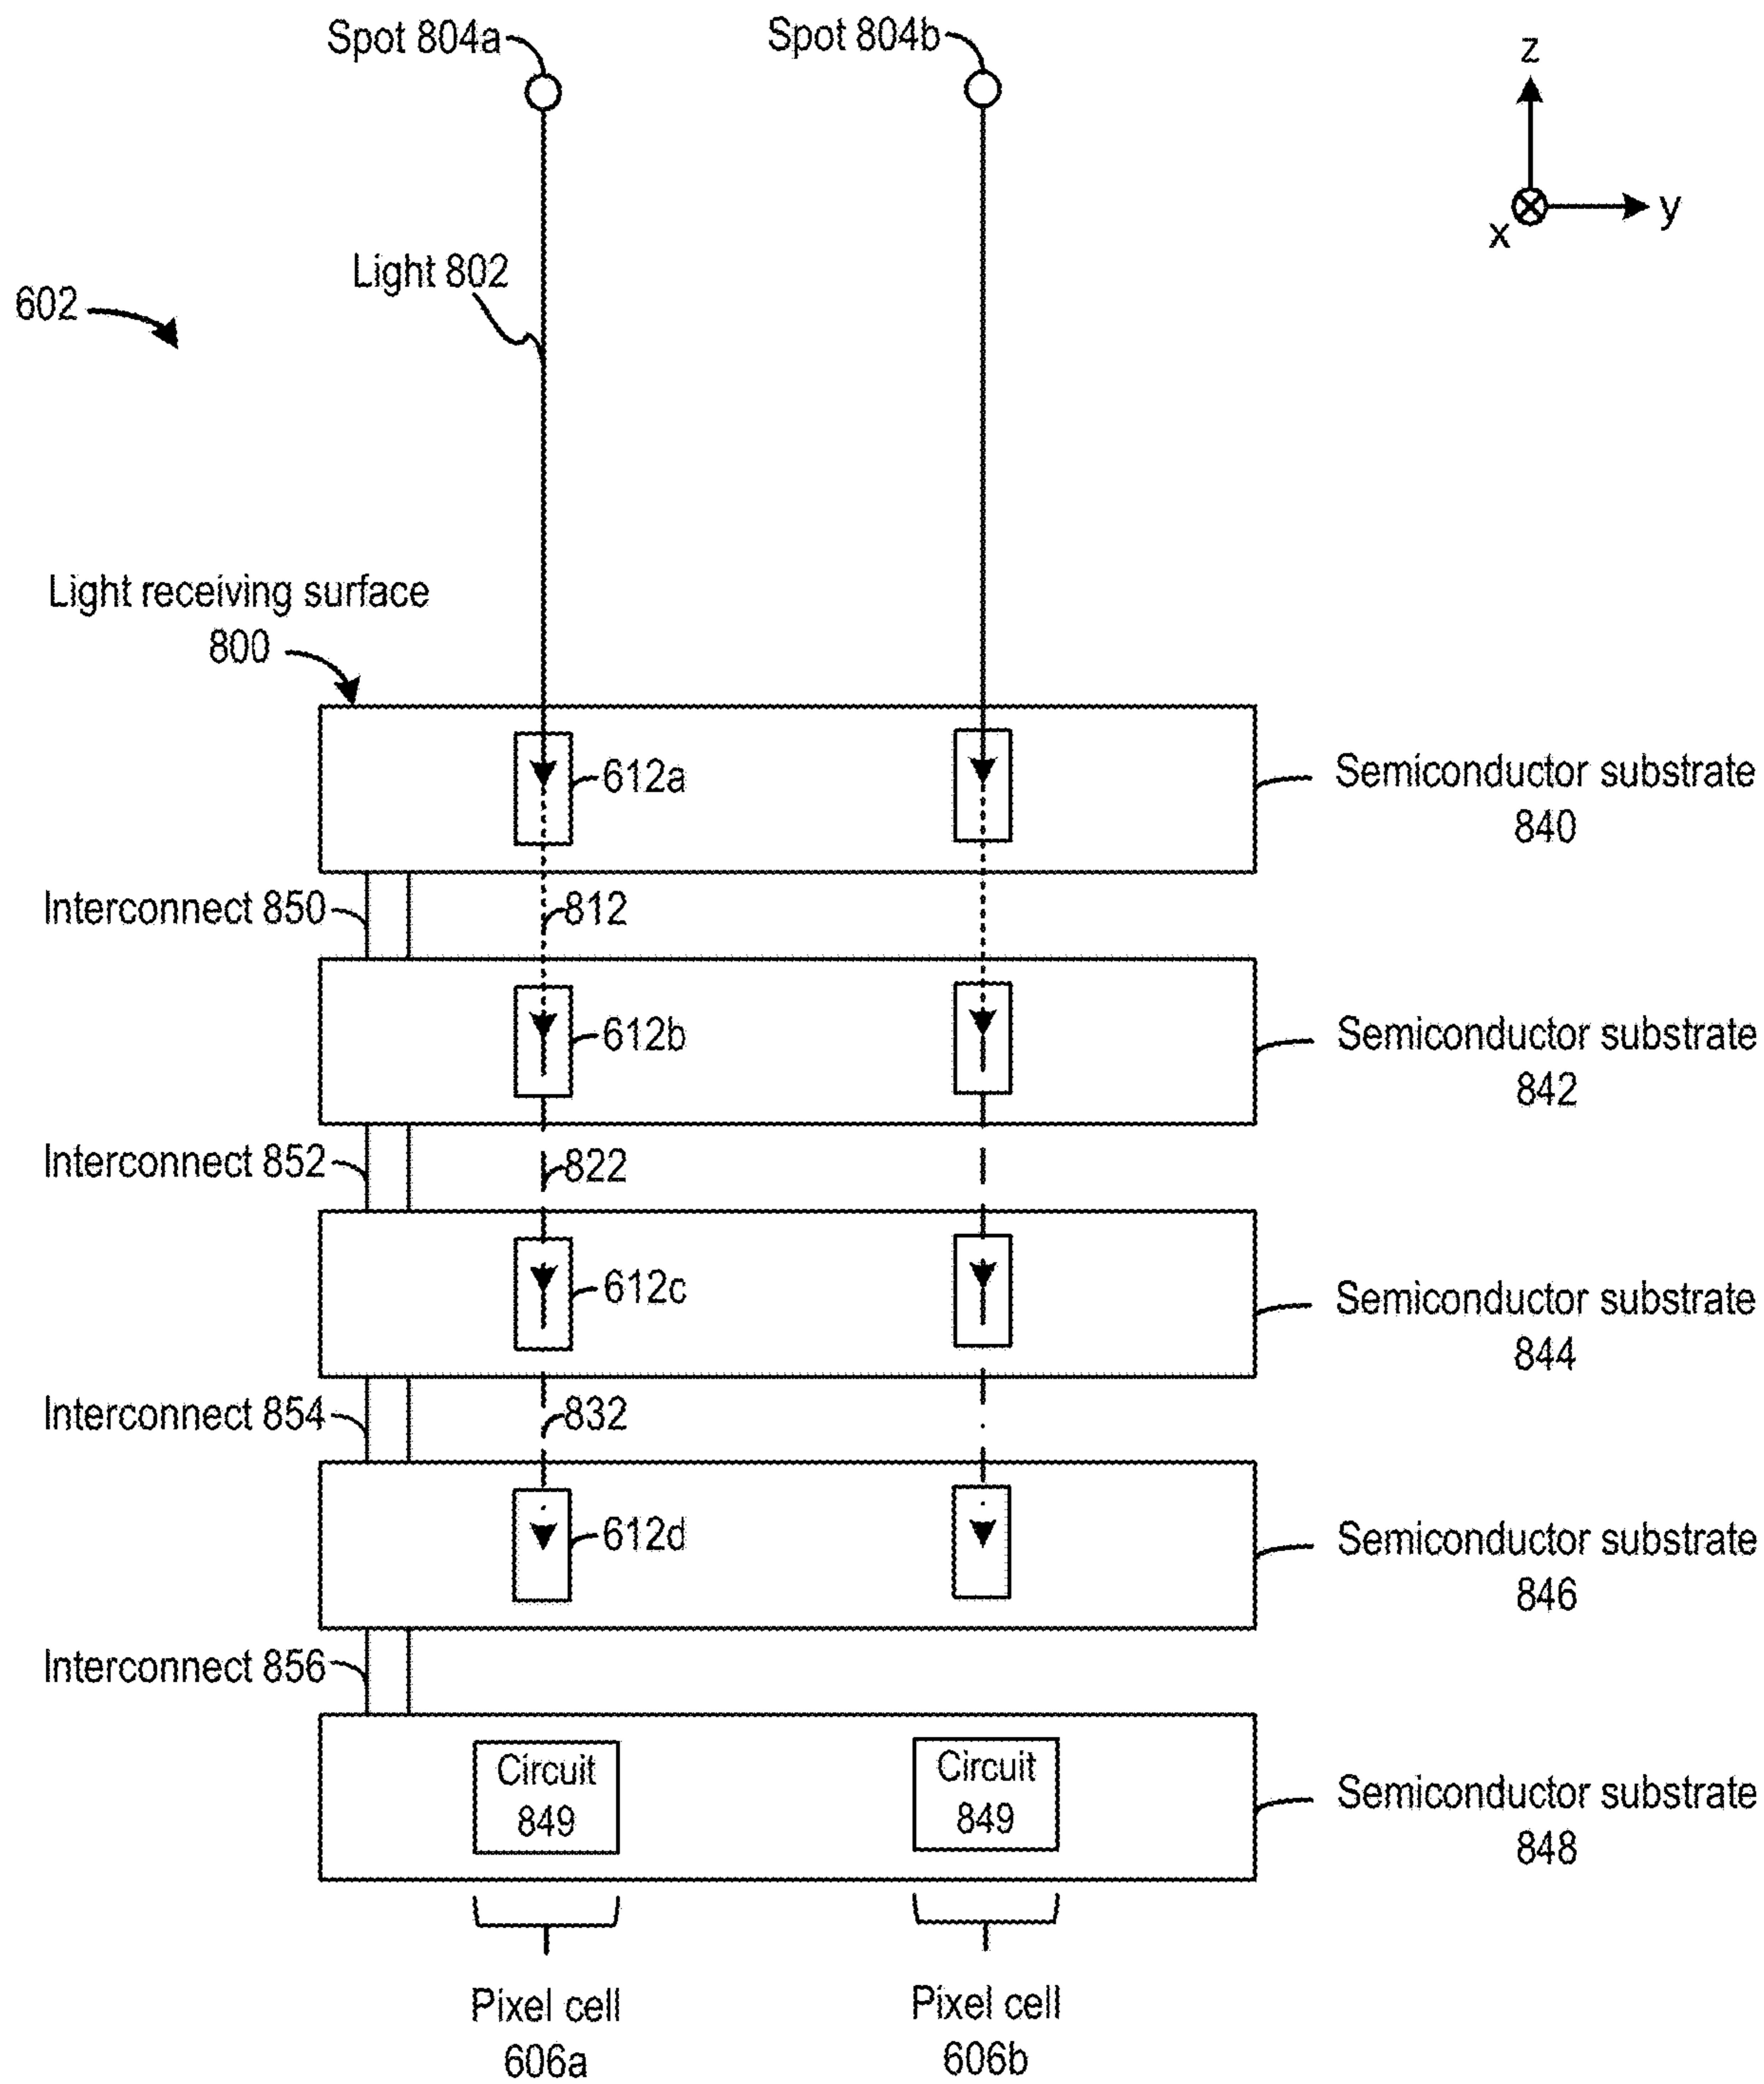 Spot 804a
Spot 804b
z
y
x
Light 802
602
Light receiving surface
800
612a
Semiconductor substrate
840
Interconnect 850
812
612b
Semiconductor substrate
842
Interconnect 852
822
612c
Semiconductor substrate
844
Interconnect 854
832
612d
Semiconductor substrate
846
Interconnect 856
Circuit
849
Circuit
849
Semiconductor substrate
848
Pixel cell
606a
Pixel cell
606b